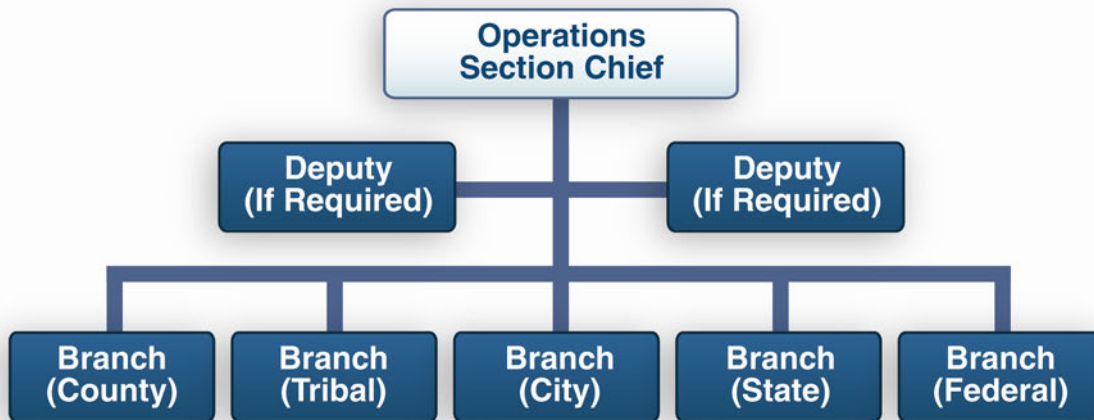 Operations
Section Chief
Deputy
(If Required)
Deputy
(If Required)
Branch
(County)
Branch
(Tribal)
Branch
(City)
Branch
(State)
Branch
(Federal)